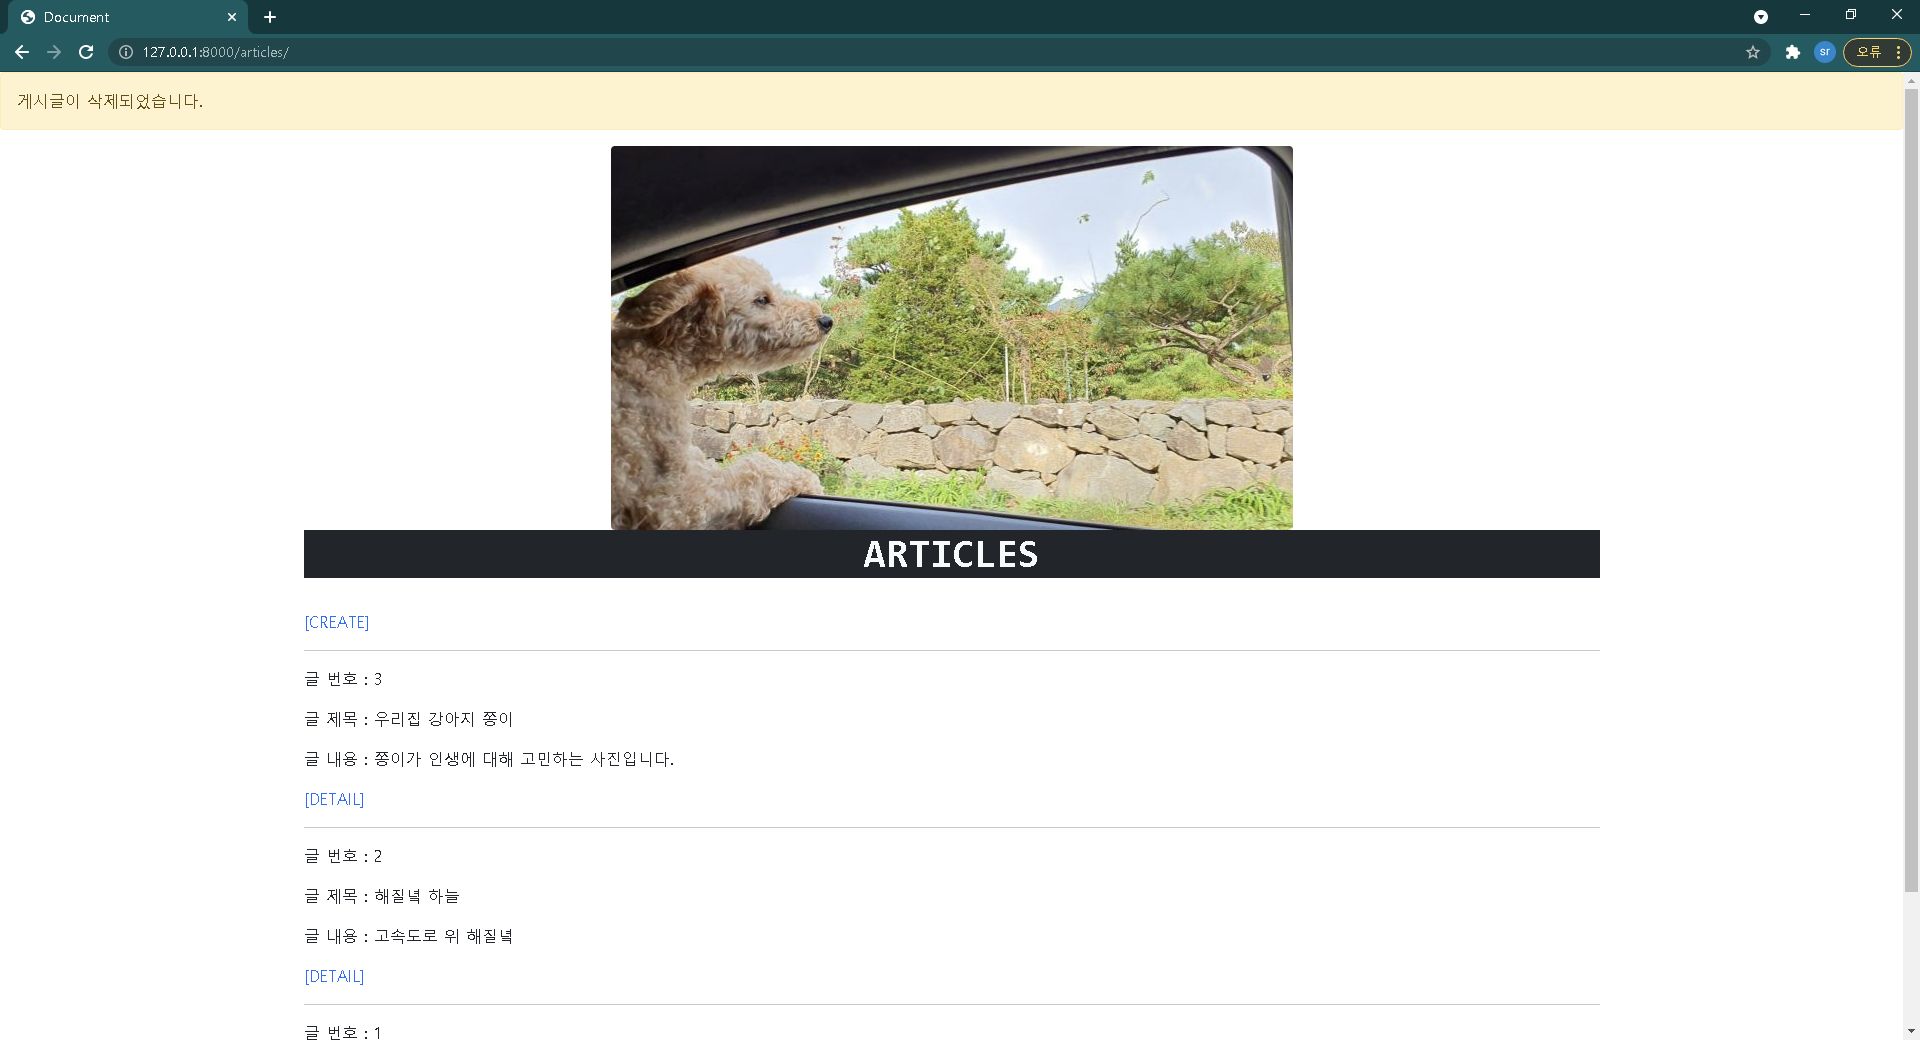 Document
127.0.0.1:8000/articles/
sr
오류
게시글이 삭제되었습니다.
ARTICLES
[CREATE]
글 번호 : 3
글 제목 : 우리집 강아지 쫑이
글 내용 : 쫑이가 인생에 대해 고민하는 사진입니다.
[DETAIL]
글 번호 : 2
글 제목 : 해질녘 하늘
글 내용 : 고속도로 위 해질녘
[DETAIL]
글 번호 : 1